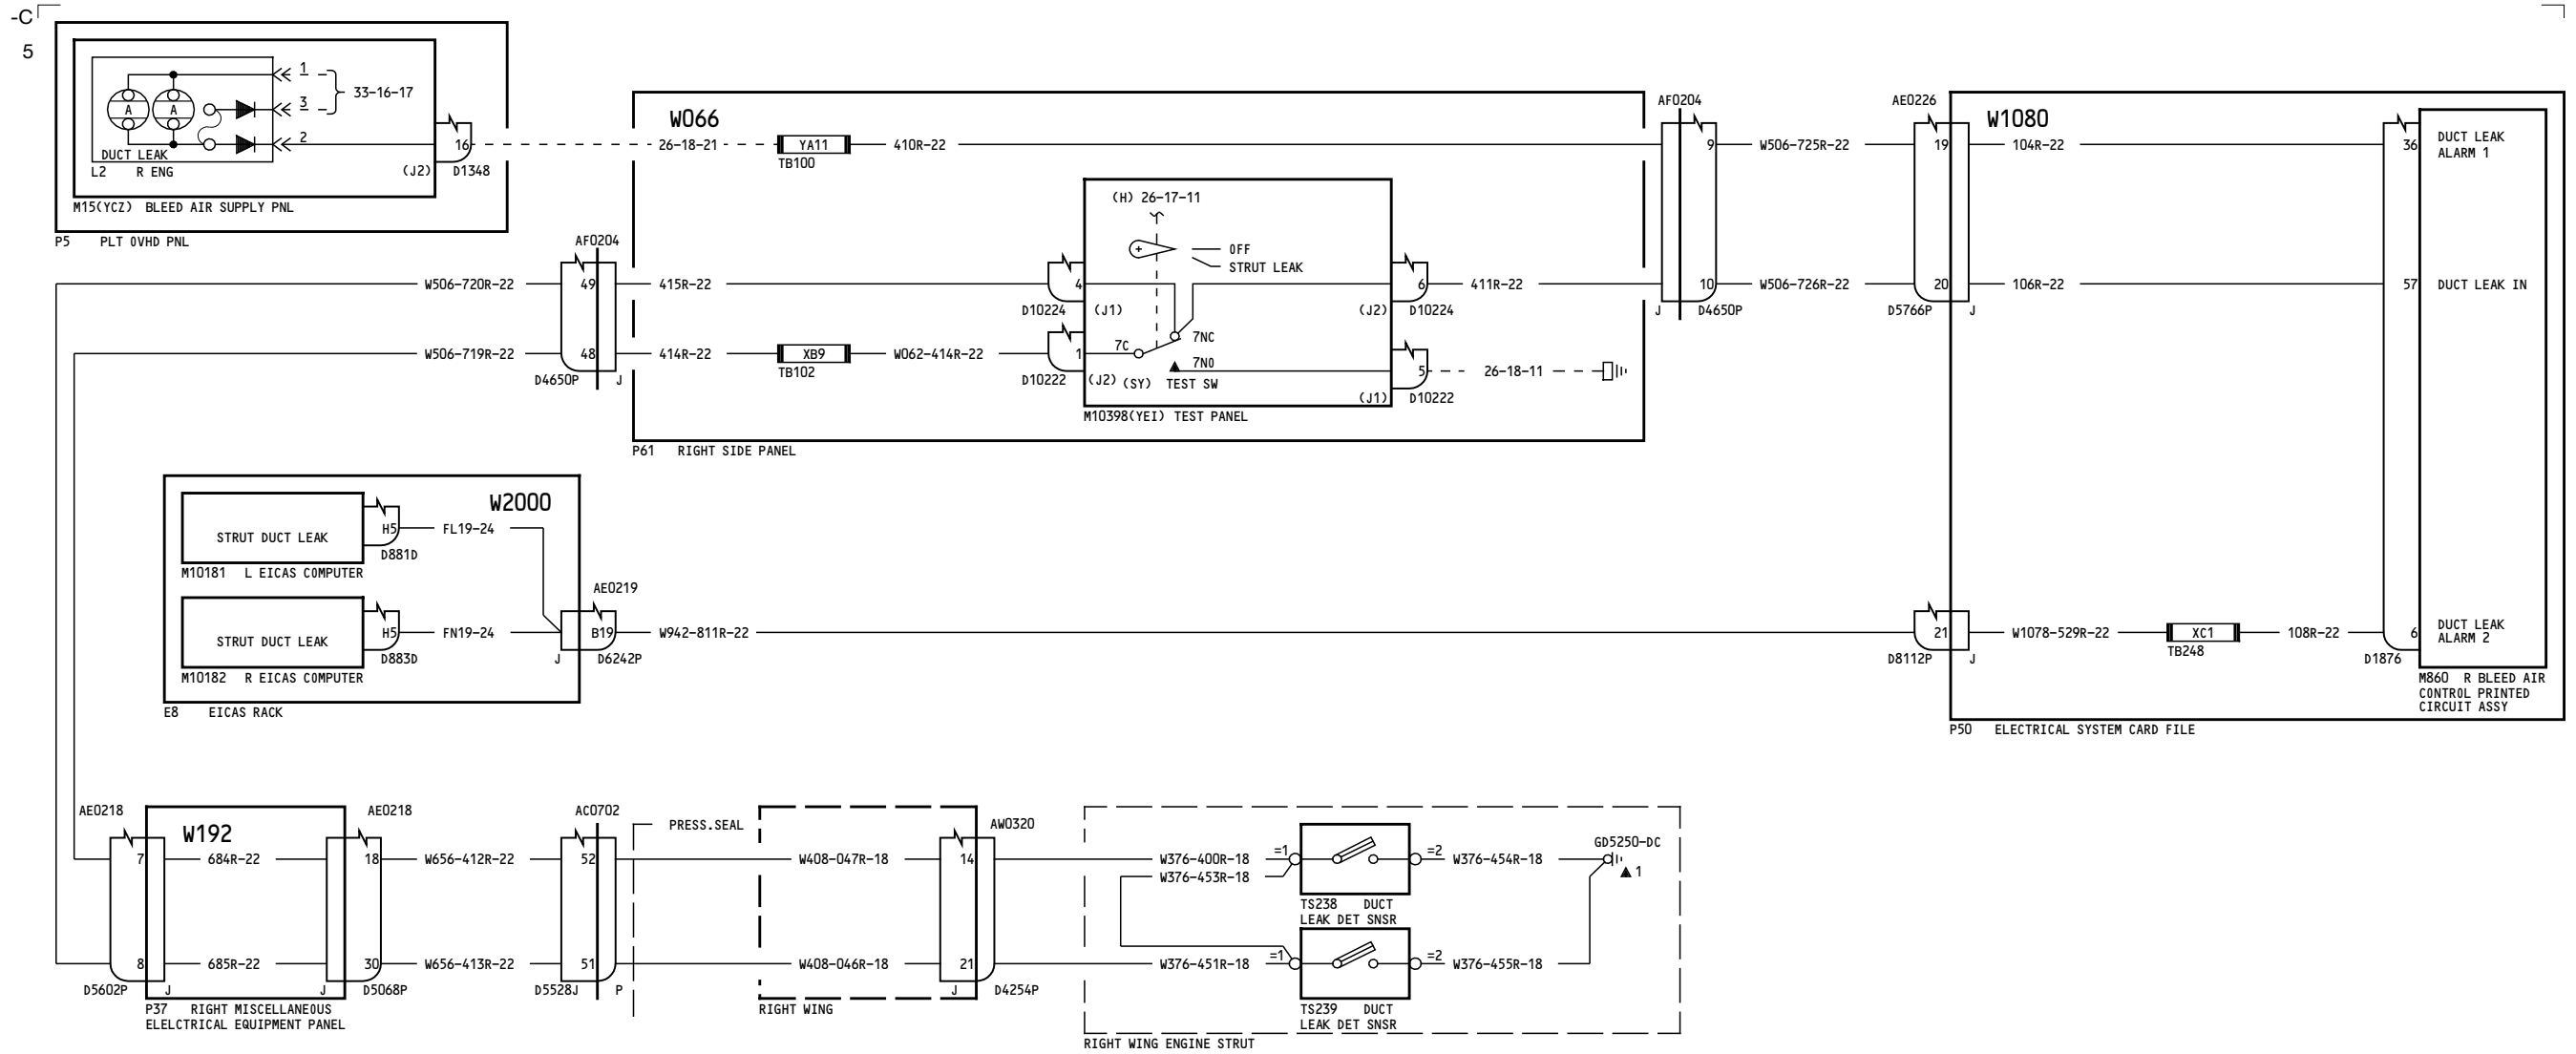 -C
5
1
3
33-16-17
A
A
2
DUCT LEAK
L2 R ENG
16
(J2) D1348
M15(YCZ) BLEED AIR SUPPLY PNL
P5 PLT OVHD PNL
W066
26-18-21
YA11
TB100
410R-22
AF0204
9
W506-725R-22
AE0226
19
W1080
104R-22
36
DUCT LEAK
ALARM 1
(H) 26-17-11
+
OFF
STRUT LEAK
AF0204
W506-720R-22
49
415R-22
4
D10224 (J1)
6
(J2) D10224
411R-22
10
J D4650P
W506-726R-22
20
D5766P J
106R-22
57
DUCT LEAK IN
W506-719R-22
48
D4650P J
414R-22
XB9
TB102
W062-414R-22
1
D10222 (J2)
7C
7NC
7NO
(SY) TEST SW
5
(J1) D10222
26-18-11
M10398(YEI) TEST PANEL
P61 RIGHT SIDE PANEL
W2000
STRUT DUCT LEAK
H5
D881D
FL19-24
M10181 L EICAS COMPUTER
STRUT DUCT LEAK
H5
D883D
FN19-24
M10182 R EICAS COMPUTER
E8 EICAS RACK
AE0219
B19
J D6242P
W942-811R-22
21
D8112P J
W1078-529R-22
XC1
TB248
108R-22
6
D1876
DUCT LEAK
ALARM 2
M860 R BLEED AIR
CONTROL PRINTED
CIRCUIT ASSY
P50 ELECTRICAL SYSTEM CARD FILE
AE0218
W192
AE0218
AC0702
PRESS.SEAL
AW0320
7
684R-22
18
W656-412R-22
52
W408-047R-18
14
W376-400R-18
W376-453R-18
=1
=2
W376-454R-18
GD5250-DC
1
TS238 DUCT
LEAK DET SNSR
8
685R-22
30
W656-413R-22
51
W408-046R-18
21
W376-451R-18
=1
=2
W376-455R-18
D5602P J
J D5068P
D5528J P
J D4254P
P37 RIGHT MISCELLANEOUS
ELELCTRICAL EQUIPMENT PANEL
RIGHT WING
TS239 DUCT
LEAK DET SNSR
RIGHT WING ENGINE STRUT